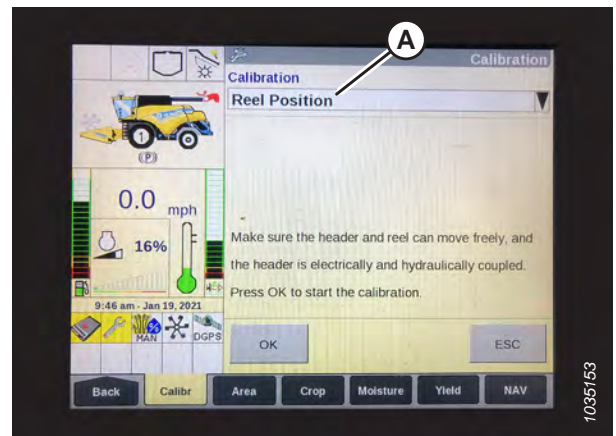 A
Calibration
Calibration
Reel Position
1
(P)
0.0 mph
16%
Make sure the header and reel can move freely, and
the header is electrically and hydraulically coupled.
Press OK to start the calibration.
9:46 am - Jan 19, 2021
MAN
DGPS
OK
ESC
Back
Calibr
Area
Crop
Moisture
Yield
NAV
1035153